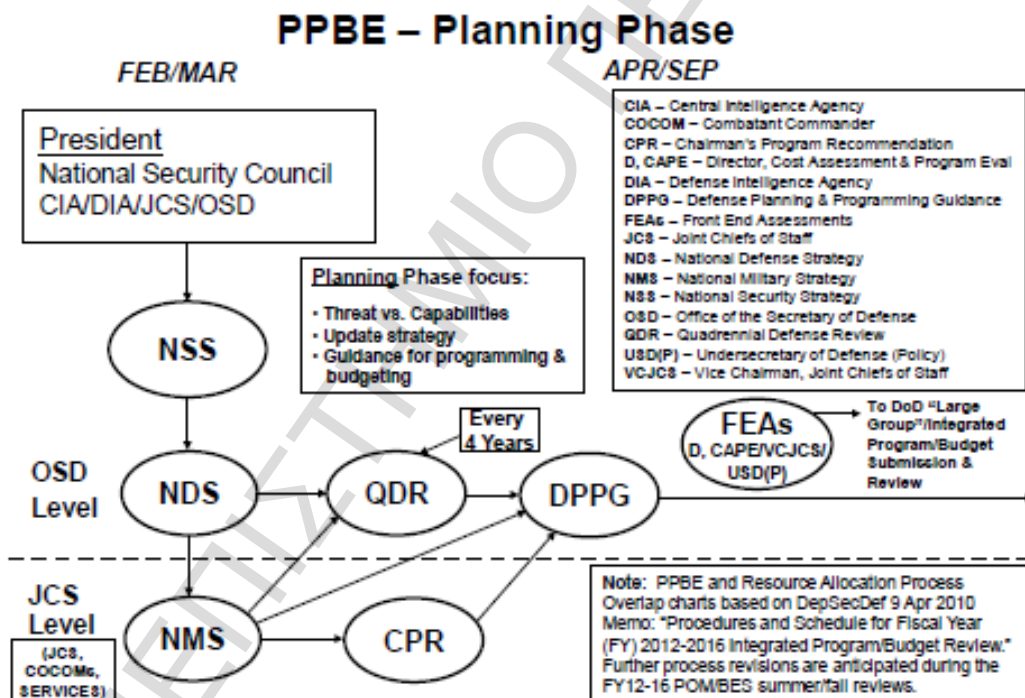 PPBE – Planning Phase
FEB/MAR
APR/SEP
President
National Security Council
CIA/DIA/JCS/OSD
CIA – Central Intelligence Agency
COCOM – Combatant Commander
CPR – Chairman's Program Recommendation
D, CAPE – Director, Cost Assessment & Program Eval
DIA – Defense Intelligence Agency
DPPG – Defense Planning & Programming Guidance
FEAs – Front End Assessments
JCS – Joint Chiefs of Staff
NDS – National Defense Strategy
NMS – National Military Strategy
NSS – National Security Strategy
OSD – Office of the Secretary of Defense
QDR – Quadrennial Defense Review
USD(P) – Undersecretary of Defense (Policy)
VCJCS – Vice Chairman, Joint Chiefs of Staff
Planning Phase focus:
• Threat vs. Capabilities
• Update strategy
• Guidance for programming &
budgeting
NSS
Every
4 Years
FEAs
D, CAPE/VCJCS/
USD(P)
To DoD "Large
Group"/Integrated
Program/Budget
Submission &
Review
OSD
Level
NDS
QDR
DPPG
JCS
Level
(JCS,
COCOMs,
SERVICES)
NMS
CPR
Note: PPBE and Resource Allocation Process
Overlap charts based on DepSecDef 9 Apr 2010
Memo: "Procedures and Schedule for Fiscal Year
(FY) 2012-2016 Integrated Program/Budget Review."
Further process revisions are anticipated during the
FY12-16 POM/BES summer/fall reviews.